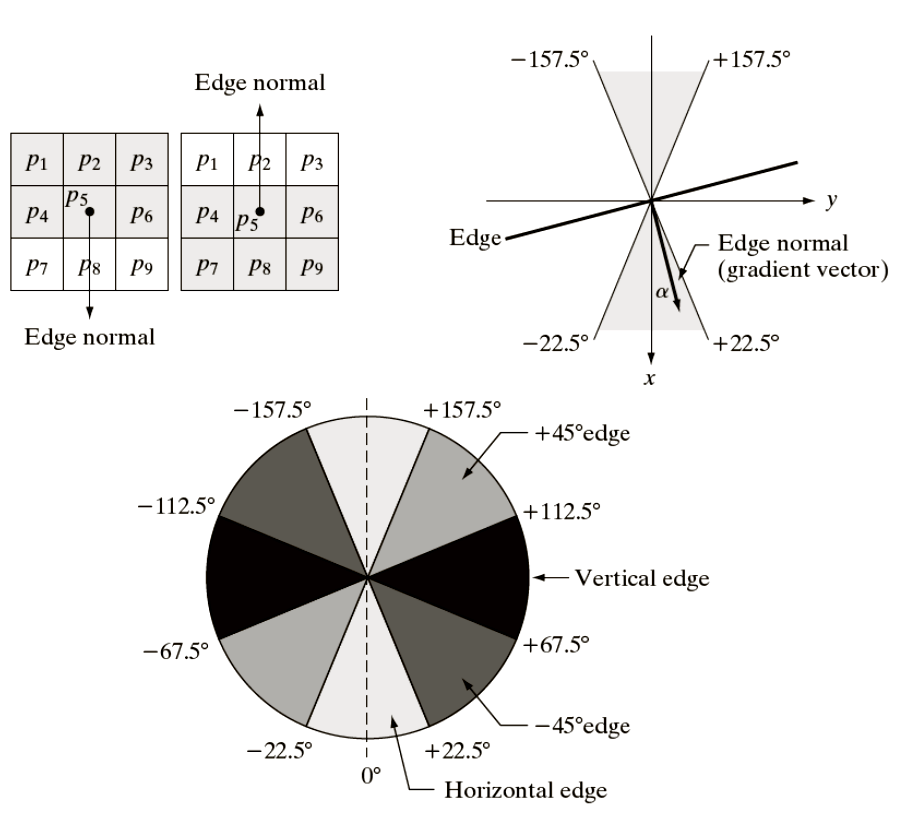 Edge normal
p1 p2 p3
p4 p5 p6
p7 p8 p9
Edge normal
p1 p2 p3
p4 p5 p6
p7 p8 p9
−157.5°
+157.5°
y
Edge
Edge normal
(gradient vector)
α
−22.5°
+22.5°
x
−157.5°
+157.5°
+45°edge
−112.5°
+112.5°
Vertical edge
−67.5°
+67.5°
−45°edge
−22.5°
+22.5°
0°
Horizontal edge